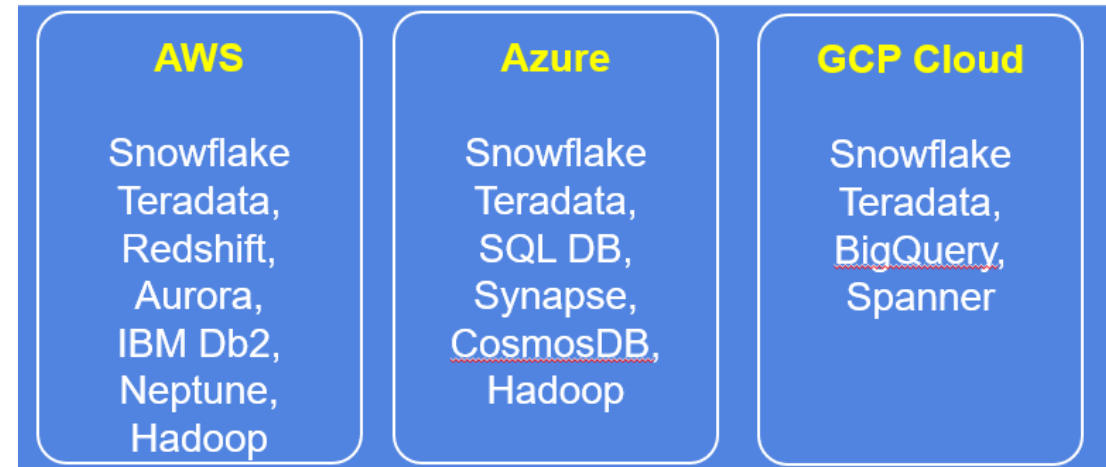 AWS
Snowflake
Teradata,
Redshift,
Aurora,
IBM Db2,
Neptune,
Hadoop
Azure
Snowflake
Teradata,
SQL DB,
Synapse,
CosmosDB,
Hadoop
GCP Cloud
Snowflake
Teradata,
BigQuery,
Spanner